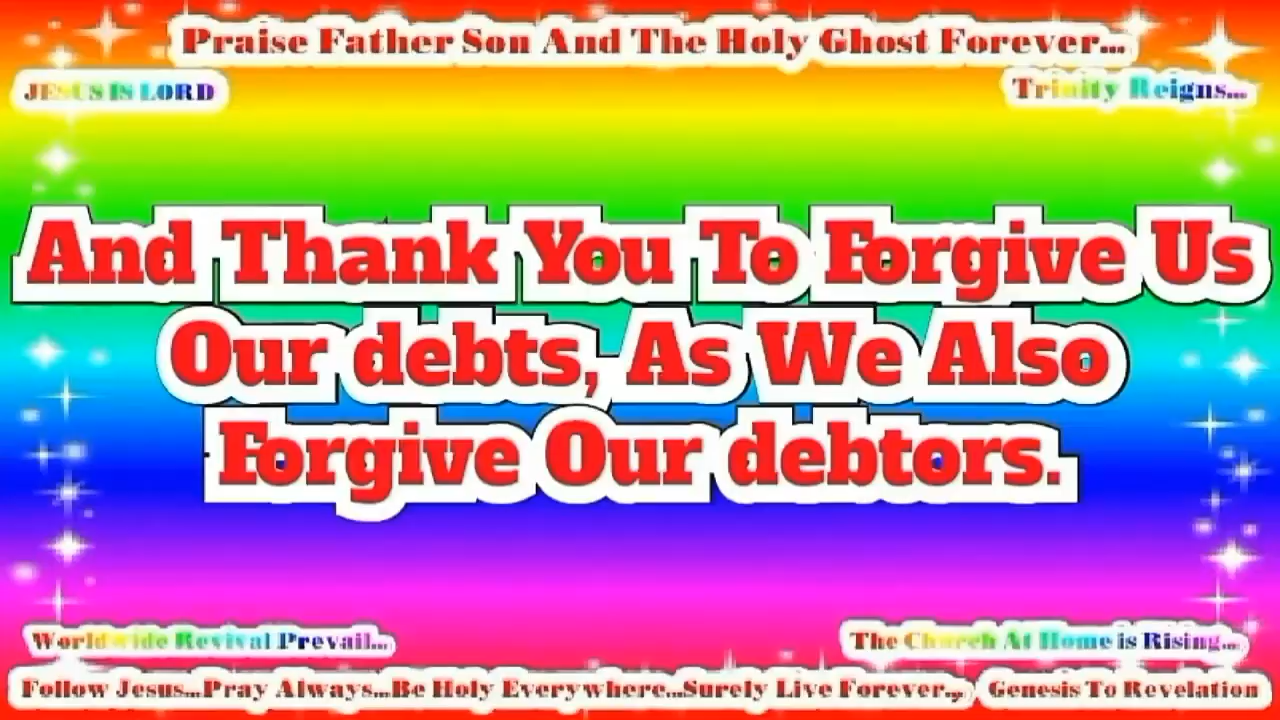 Praise Father Son And The Holy Ghost Forever...
JESUS IS LORD
Trinity Reigns...
And Thank You To Forgive Us
Our debts, As We Also
Forgive Our debtors.
Worldwide Revival Prevail...
The Church At Home is Rising...
Follow Jesus...Pray Always...Be Holy Everywhere...Surely Live Forever...
Genesis To Revelation